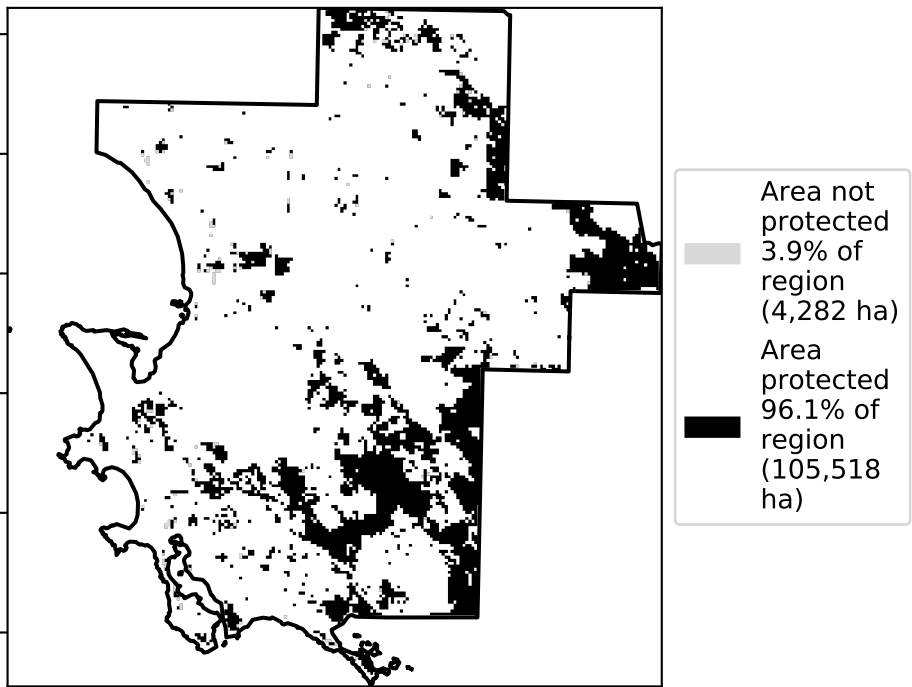 Area not
protected
3.9% of
region
(4,282 ha)
Area
protected
96.1% of
region
(105,518
ha)